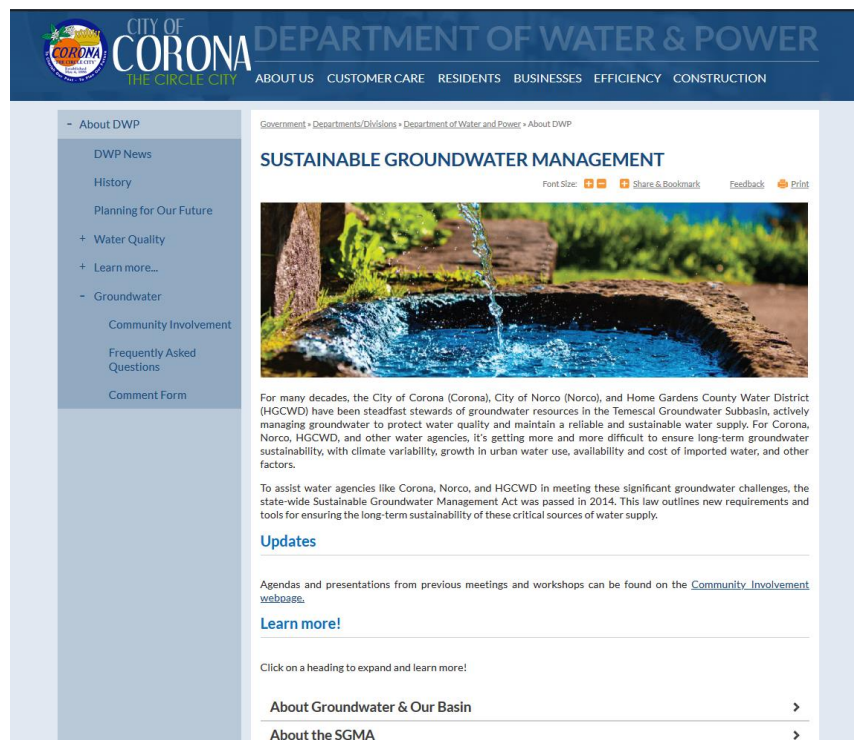 CITY OF
CORONA
THE CIRCLE CITY
CORONA
DEPARTMENT OF WATER & POWER
ABOUT US CUSTOMER CARE RESIDENTS BUSINESSES EFFICIENCY CONSTRUCTION
- About DWP
DWP News
History
Planning for Our Future
+ Water Quality
+ Learn more...
- Groundwater
Community Involvement
Frequently Asked
Questions
Comment Form
Government » Departments/Divisions » Department of Water and Power » About DWP
SUSTAINABLE GROUNDWATER MANAGEMENT
Font Size: + - + Share & Bookmark Feedback Print
For many decades, the City of Corona (Corona), City of Norco (Norco), and Home Gardens County Water District
(HGCWD) have been steadfast stewards of groundwater resources in the Temescal Groundwater Subbasin, actively
managing groundwater to protect water quality and maintain a reliable and sustainable water supply. For Corona,
Norco, HGCWD, and other water agencies, it's getting more and more difficult to ensure long-term groundwater
sustainability, with climate variability, growth in urban water use, availability and cost of imported water, and other
factors.
To assist water agencies like Corona, Norco, and HGCWD in meeting these significant groundwater challenges, the
state-wide Sustainable Groundwater Management Act was passed in 2014. This law outlines new requirements and
tools for ensuring the long-term sustainability of these critical sources of water supply.
Updates
Agendas and presentations from previous meetings and workshops can be found on the Community Involvement
webpage.
Learn more!
Click on a heading to expand and learn more!
About Groundwater & Our Basin
About the SGMA